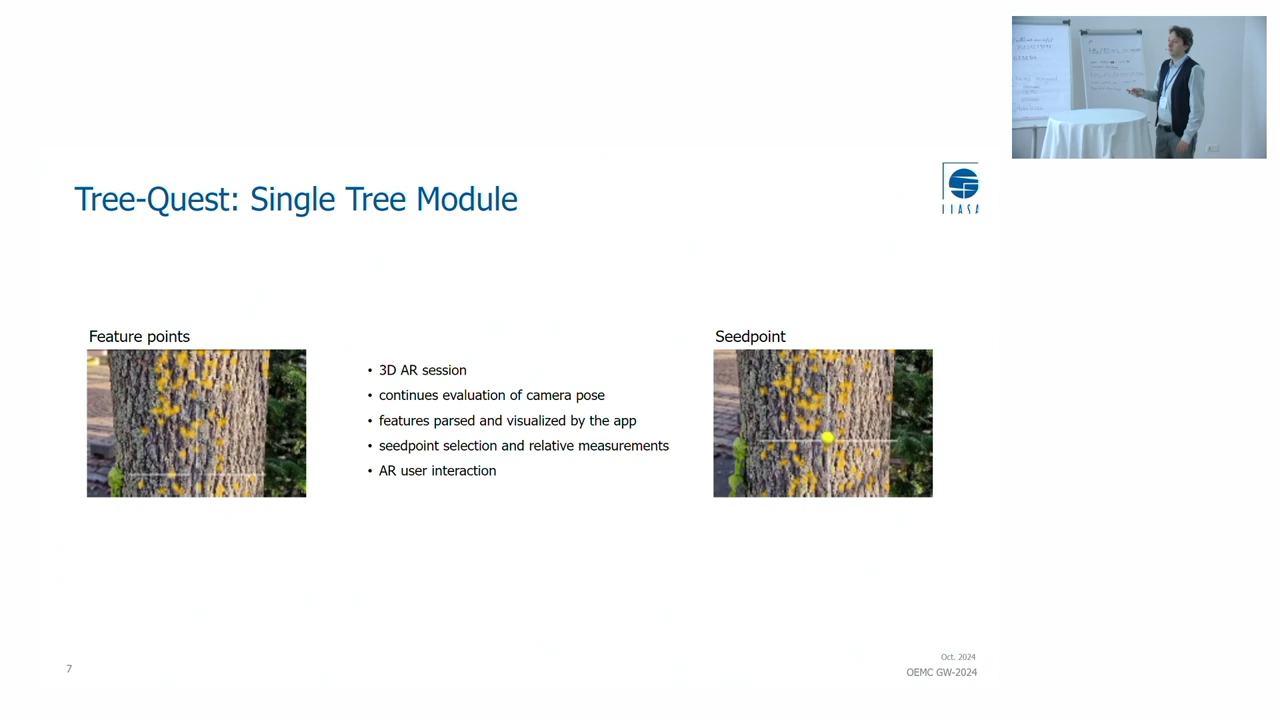 Tree-Quest: Single Tree Module
IIASA
Feature points
• 3D AR session
• continues evaluation of camera pose
• features parsed and visualized by the app
• seedpoint selection and relative measurements
• AR user interaction
Seedpoint
7
Oct. 2024
OEMC GW-2024